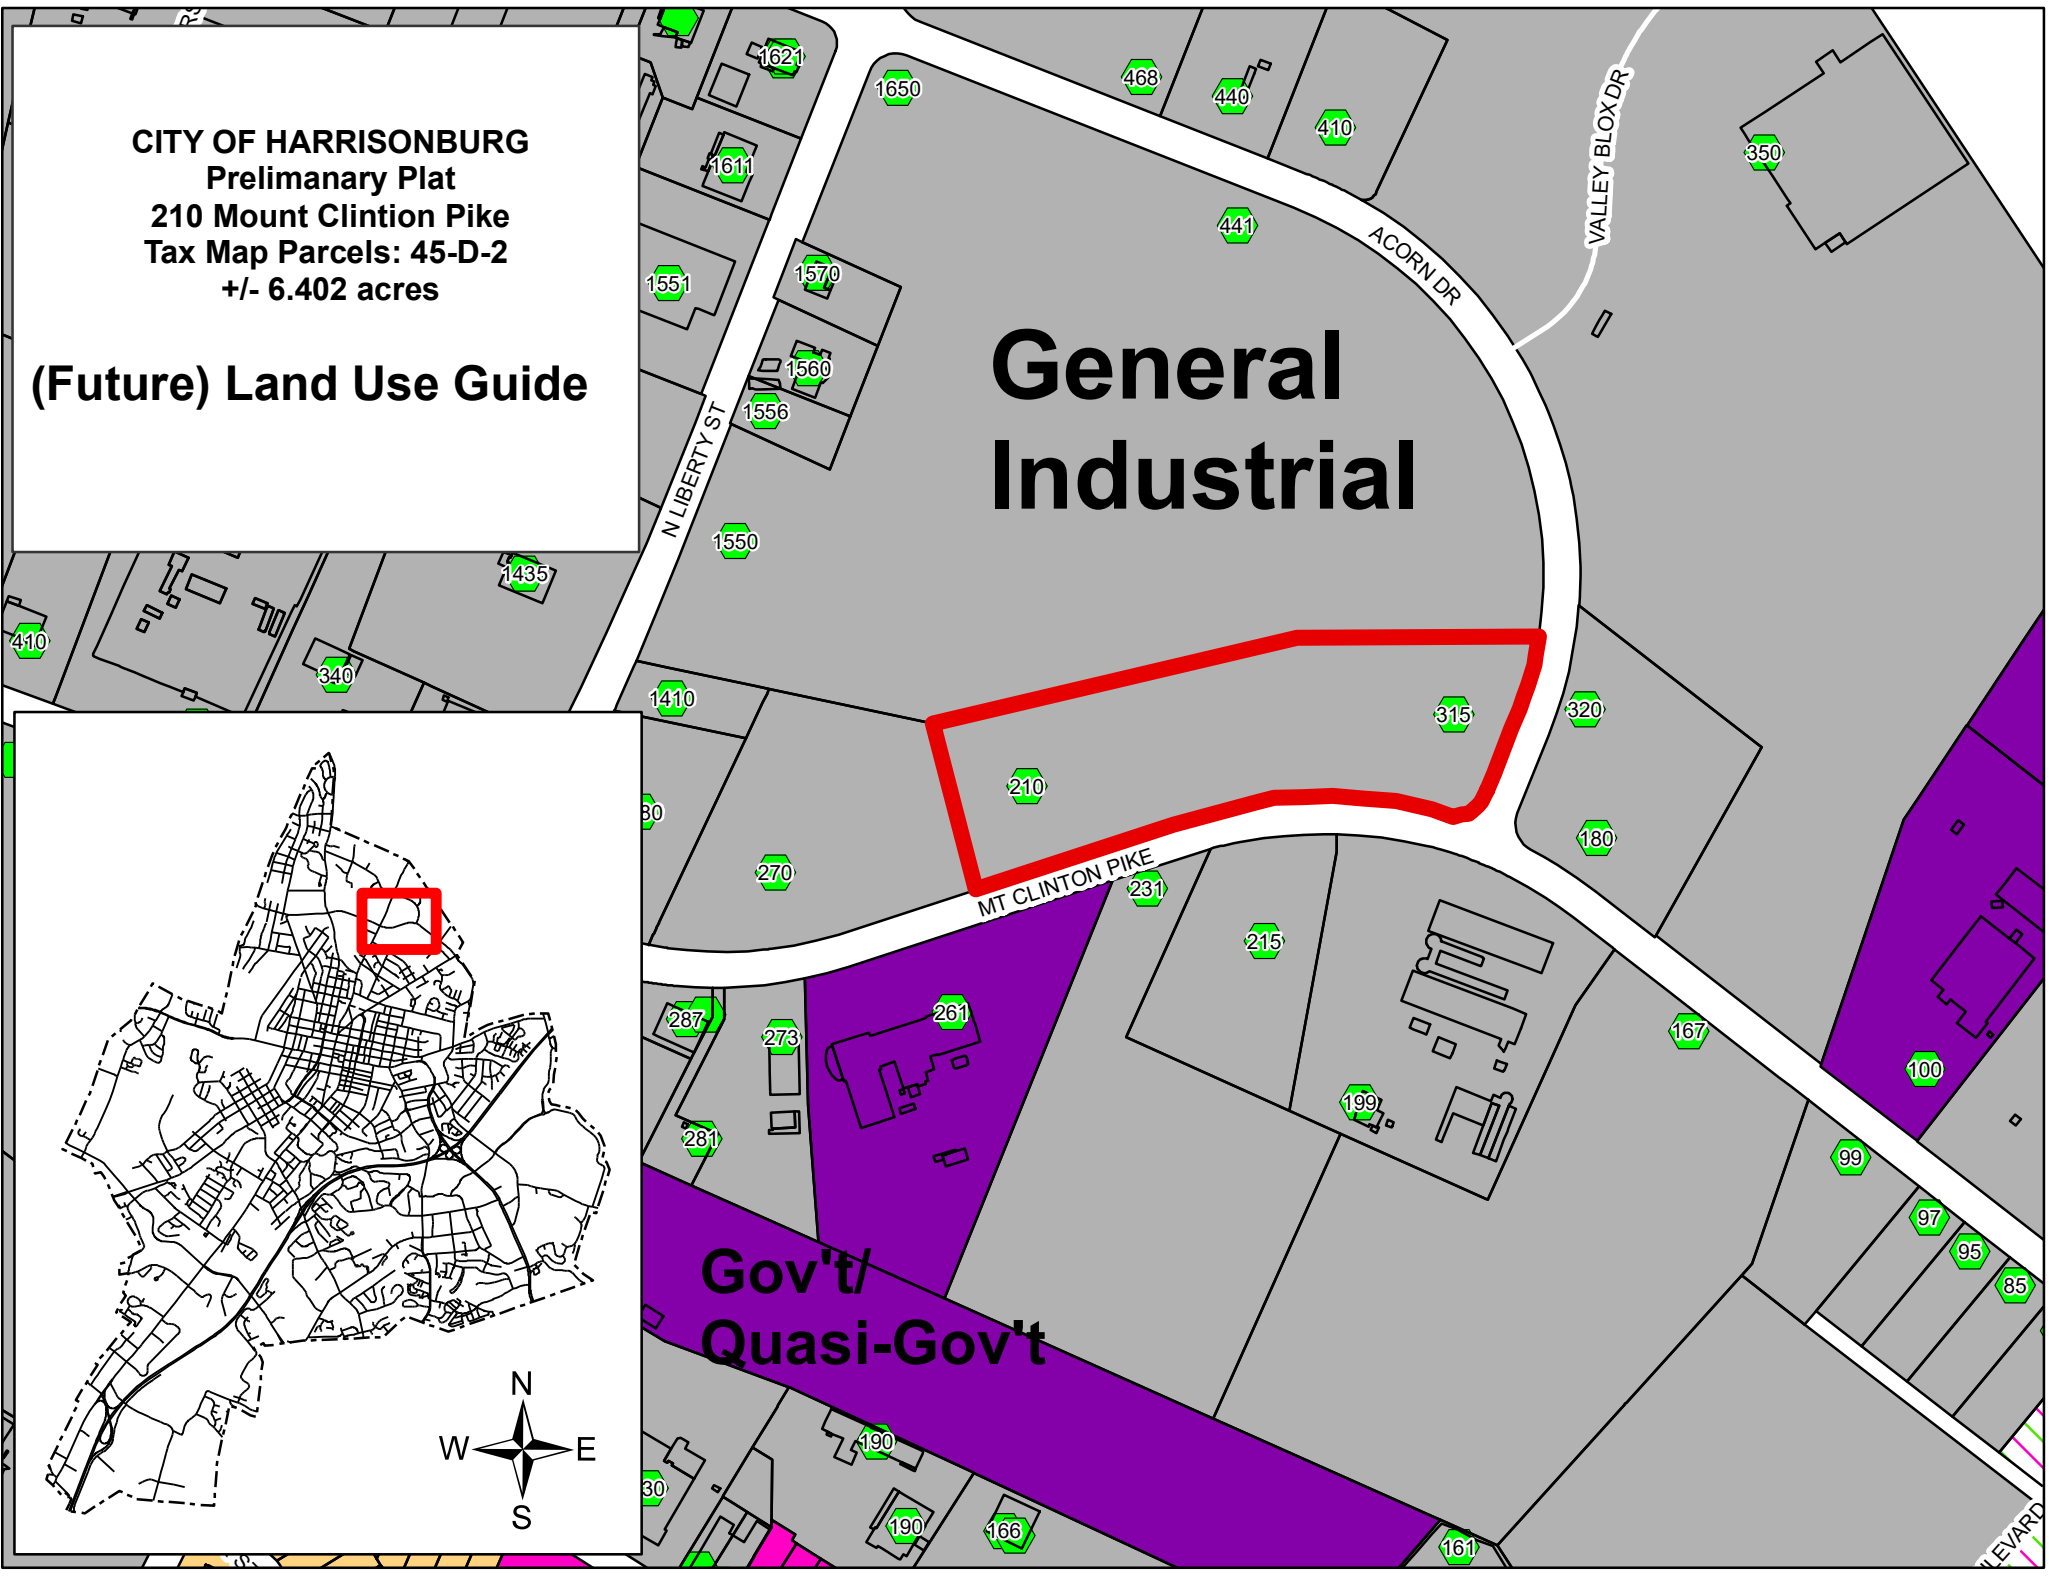 CITY OF HARRISONBURG
Prelimanary Plat
210 Mount Clintion Pike
Tax Map Parcels: 45-D-2
+/- 6.402 acres
(Future) Land Use Guide
1621
1650
468
440
410
350
1611
441
VALLEY BLOX DR
ACORN DR
1551
1570
1560
1556
General
Industrial
N LIBERTY ST
1550
1435
410
340
1410
315
320
210
180
270
MT CLINTON PIKE
231
215
261
287
273
167
100
199
281
99
97
95
85
Gov't/
Quasi-Gov't
N
W
E
S
190
190
166
161